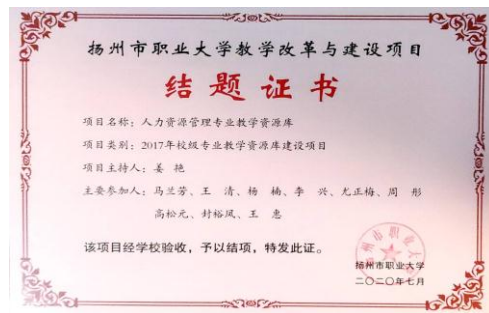 扬州市职业大学教学改革与建设项目
结题证书
项目名称：人力资源管理专业教学资源库
项目类别：2017年校级专业教学资源库建设项目
项目主持人：姜 艳
主要参加人：马兰芳、王 清、杨 楠、李 兴、尤正梅、周 彤
高松元、封裕凤、王 惠
该项目经学校验收，予以结项，特发此证。
扬州市职业大学
二〇二〇年七月